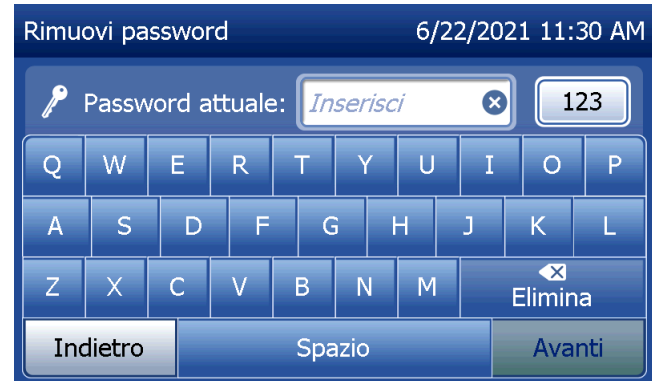 Rimuovi password 6/22/2021 11:30 AM
Password attuale: Inserisci 123
Q W E R T Y U I O P
A S D F G H J K L
Z X C V B N M Elimina
Indietro Spazio Avanti